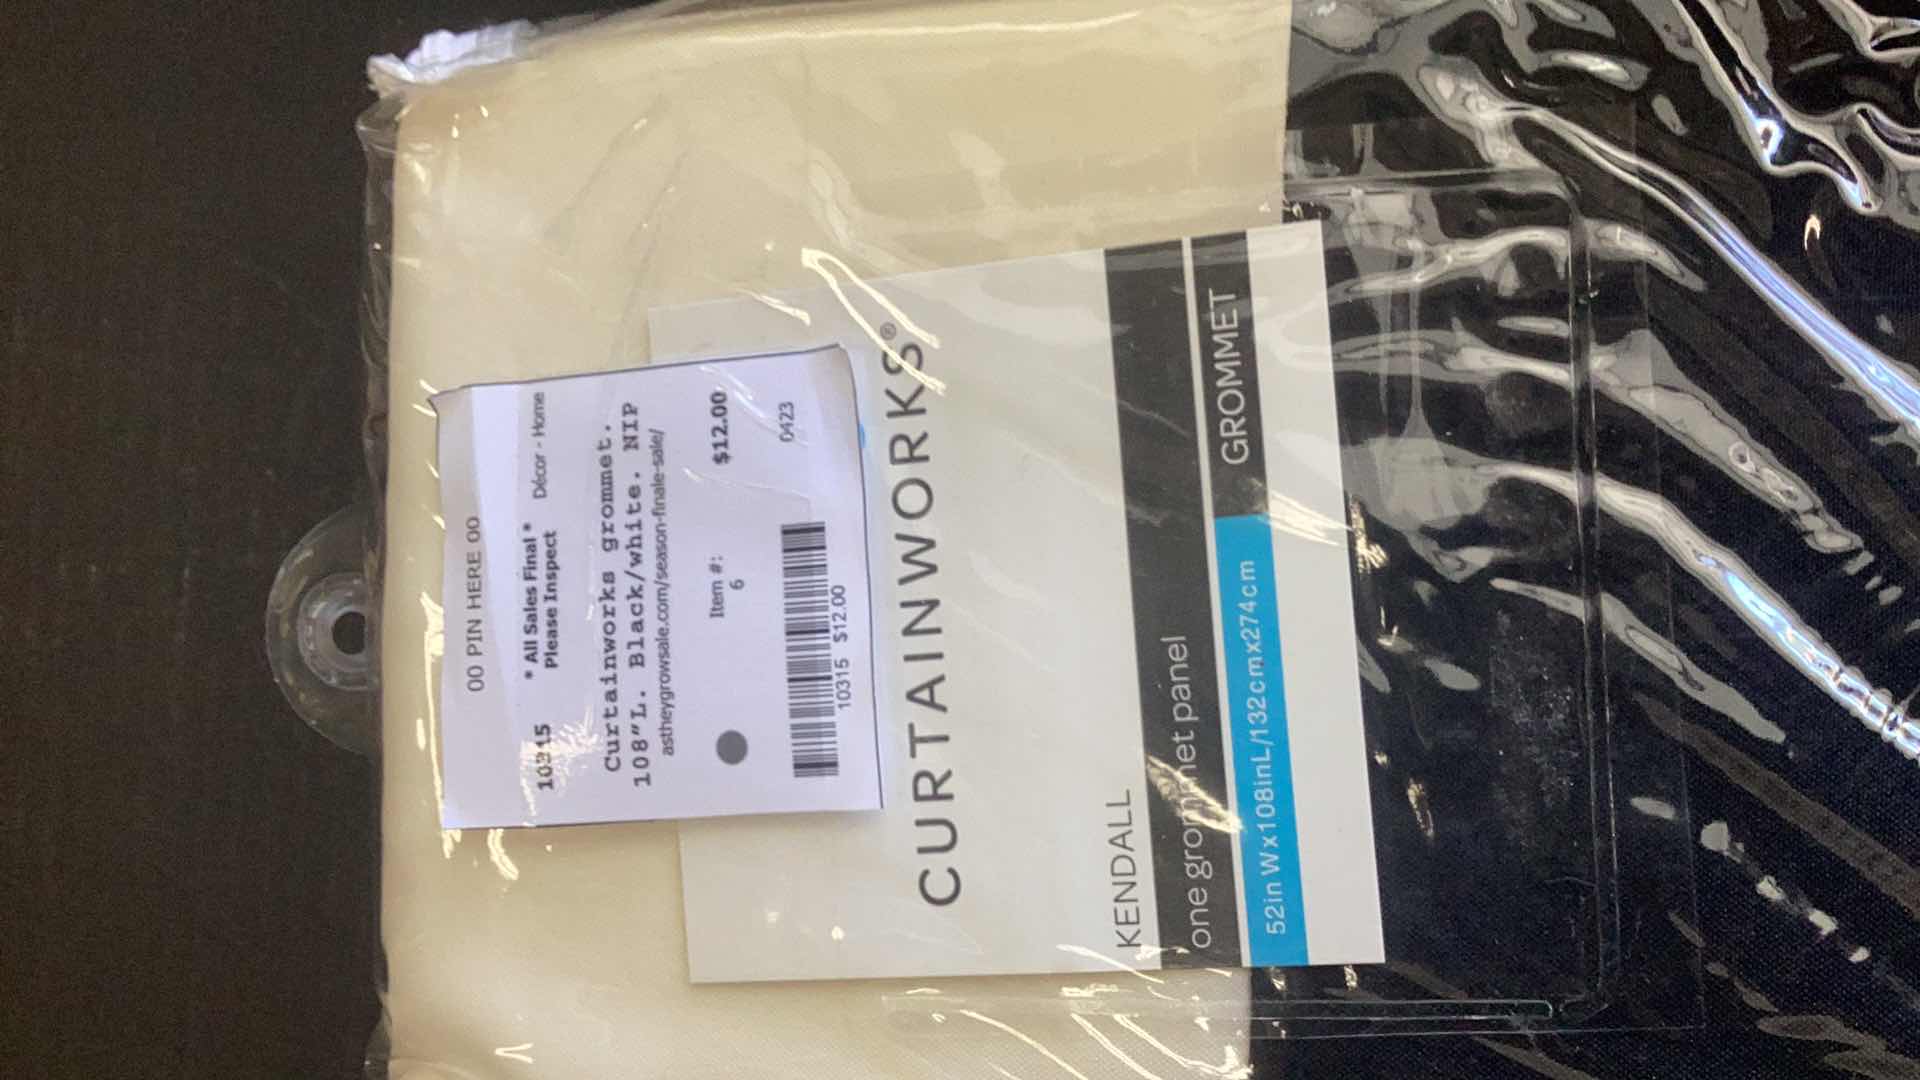 00 PIN HERE 00
10315
* All Sales Final *
Please Inspect
Décor - Home
Curtainworks grommet.
108"L. Black/white. NIP
astheygrowsale.com/season-finale-sale/
Item #:
6
$12.00
0423
10315 $12.00
CURTAINWORKS®
KENDALL
one grommet panel
GROMMET
52in Wx108inL/132cmx274cm